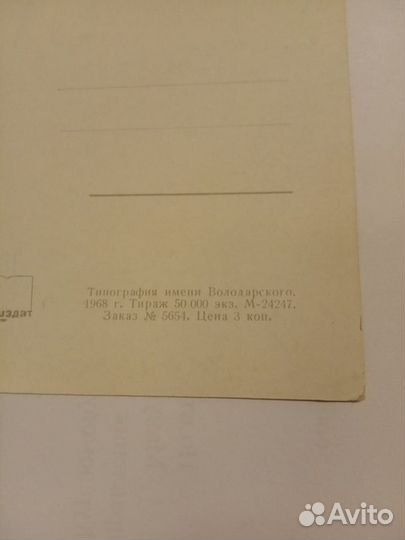 Типография имени Володарского.
1968 г. Тираж 50 000 экз. М-24247.
Заказ № 5654. Цена 3 коп.
издат
Avito